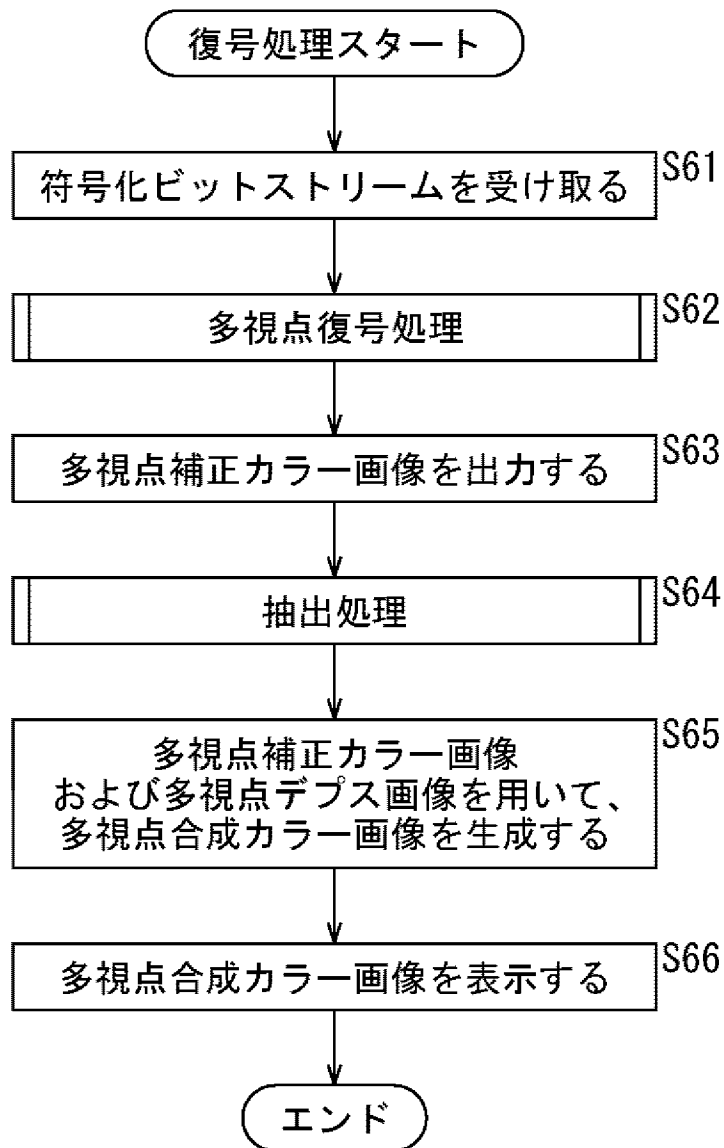 復号処理スタート
符号化ビットストリームを受け取る
S61
多視点復号処理
S62
多視点補正カラー画像を出力する
S63
抽出処理
S64
多視点補正カラー画像
および多視点デプス画像を用いて、
多視点合成カラー画像を生成する
S65
多視点合成カラー画像を表示する
S66
エンド